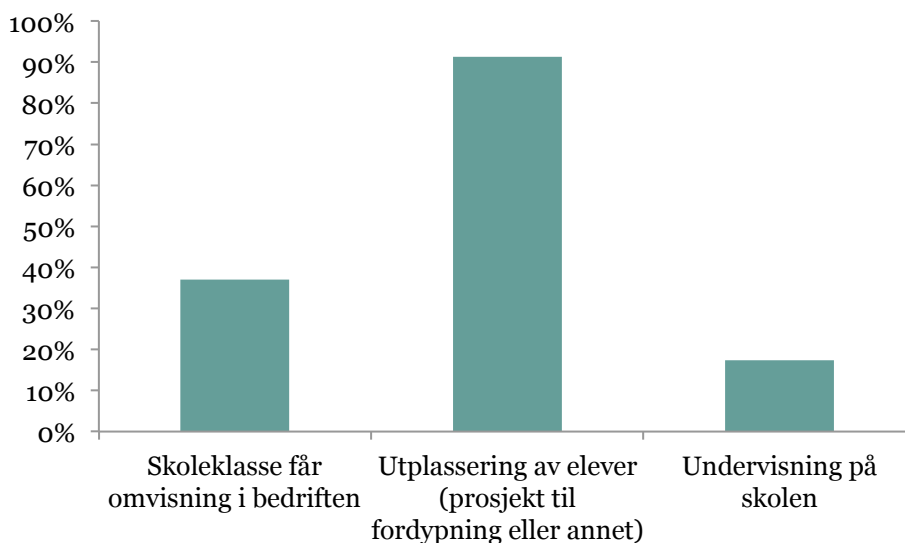 100%
90%
80%
70%
60%
50%
40%
30%
20%
10%
0%
Skoleklasse får
omvisning i bedriften
Utplassering av elever
(prosjekt til
fordypning eller annet)
Undervisning på
skolen